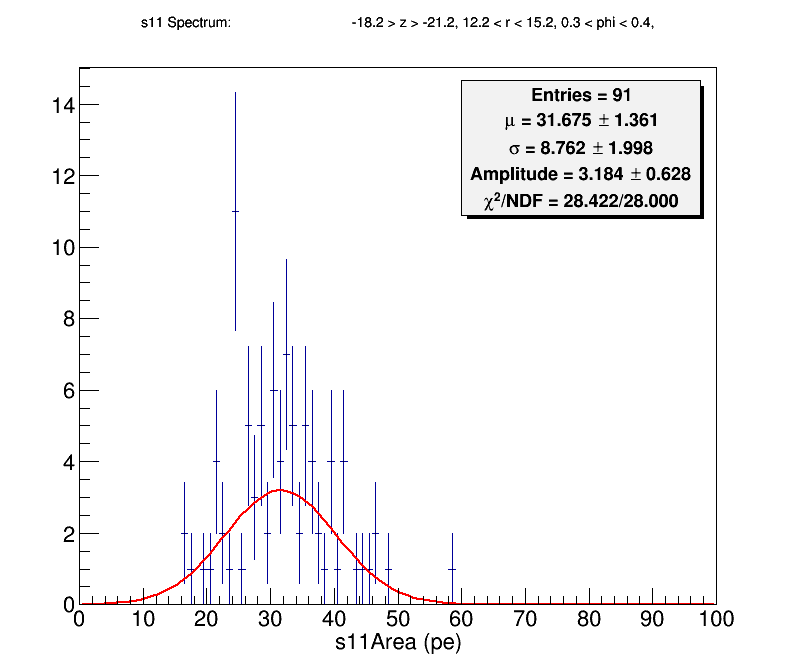 s11 Spectrum: -18.2 > z > -21.2, 12.2 < r < 15.2, 0.3 < phi < 0.4,
Entries = 91
μ = 31.675 ± 1.361
σ = 8.762 ± 1.998
Amplitude = 3.184 ± 0.628
χ²/NDF = 28.422/28.000
14
12
10
8
6
4
2
0
0 10 20 30 40 50 60 70 80 90 100
s11Area (pe)